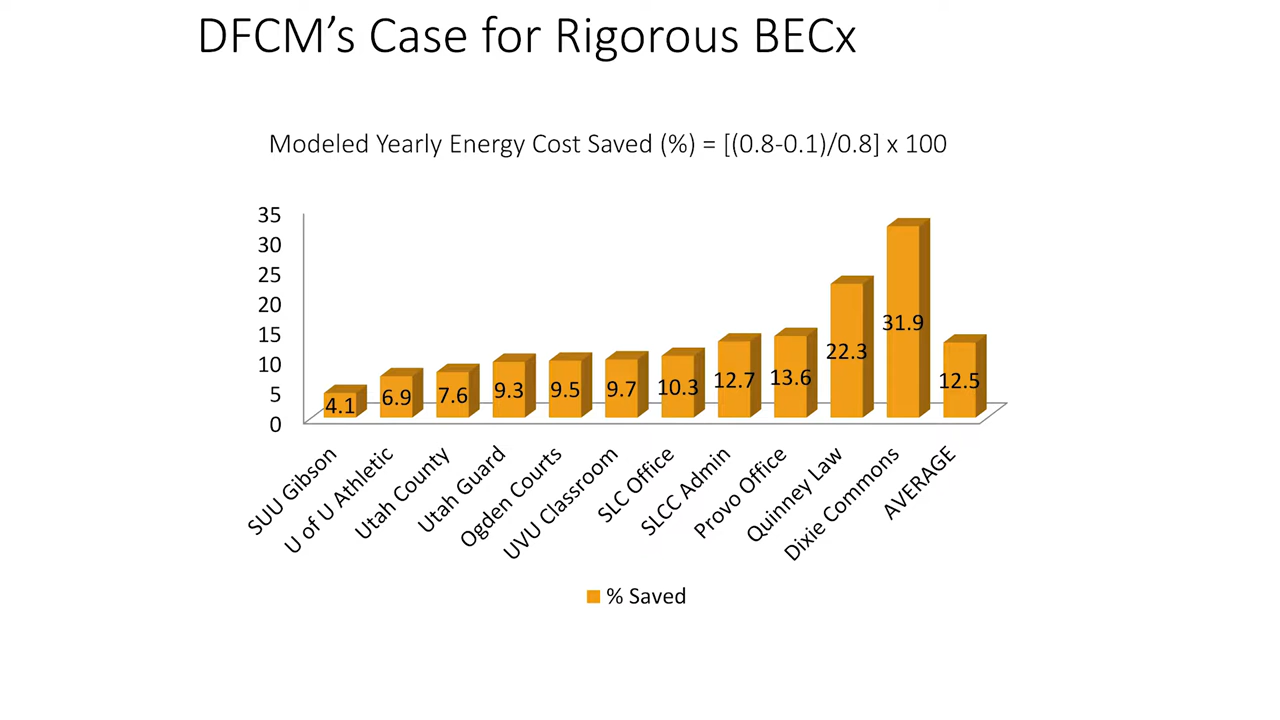 DFCM’s Case for Rigorous BECx
Modeled Yearly Energy Cost Saved (%) = [(0.8-0.1)/0.8] x 100
35
30
25
20
15
10
5
0
4.1
6.9
7.6
9.3
9.5
9.7
10.3
12.7
13.6
22.3
31.9
12.5
SUU Gibson
U of U Athletic
Utah County
Utah Guard
Ogden Courts
UVU Classroom
SLC Office
SLCC Admin
Provo Office
Quinney Law
Dixie Commons
AVERAGE
% Saved